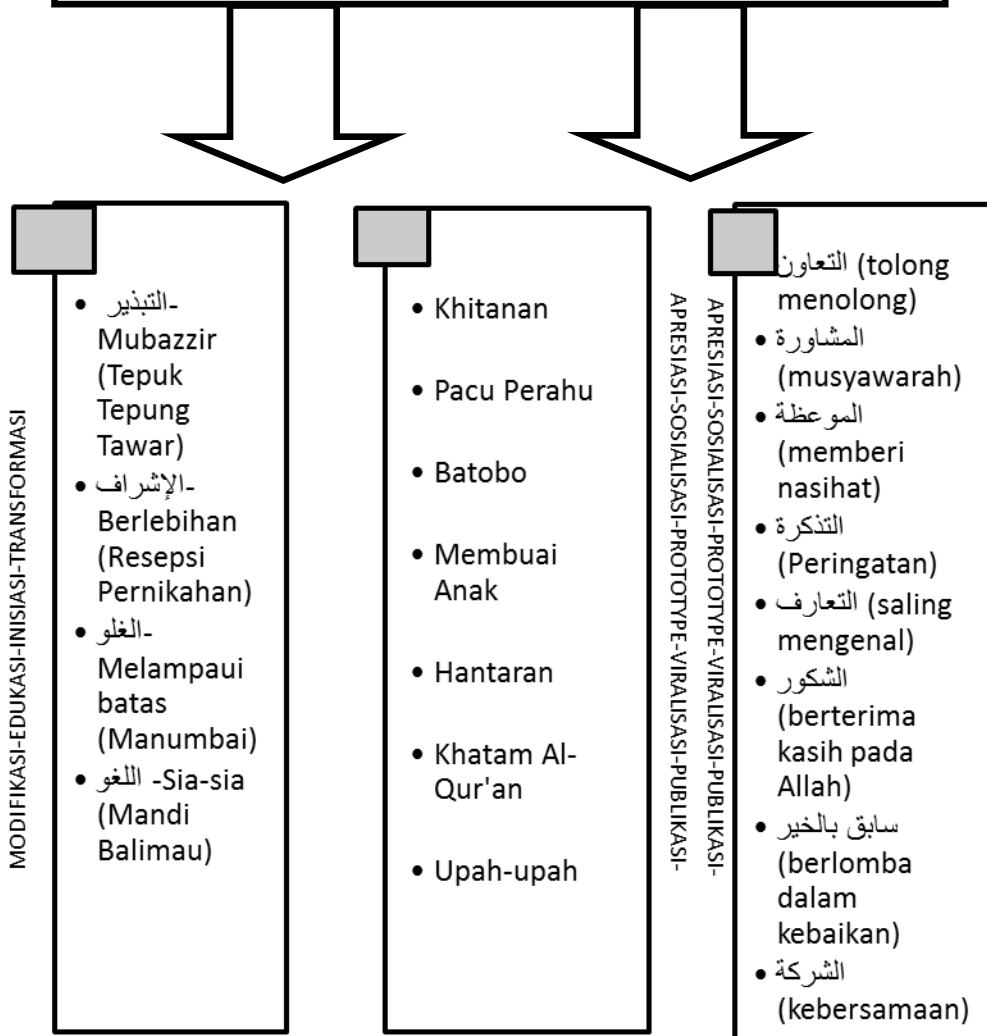 MODIFIKASI-EDUKASI-INISIASI-TRANSFORMASI
• التبذير-
Mubazzir
(Tepuk
Tepung
Tawar)
• الإشراف-
Berlebihan
(Resepsi
Pernikahan)
• الغلو-
Melampaui
batas
(Manumbai)
• اللغو -Sia-sia
(Mandi
Balimau)
• Khitanan
• Pacu Perahu
• Batobo
• Membuai
Anak
• Hantaran
• Khatam Al-
Qur'an
• Upah-upah
APRESIASI-SOSIALISASI-PROTOTYPE-VIRALISASI-PUBLIKASI-
APRESIASI-SOSIALISASI-PROTOTYPE-VIRALISASI-PUBLIKASI-
التعاون (tolong
menolong)
• المشاورة
(musyawarah)
• الموعظة
(memberi
nasihat)
• التذكرة
(Peringatan)
• التعارف (saling
mengenal)
• الشكور
(berterima
kasih pada
Allah)
• سابق بالخير
(berlomba
dalam
kebaikan)
• الشركة
(kebersamaan)